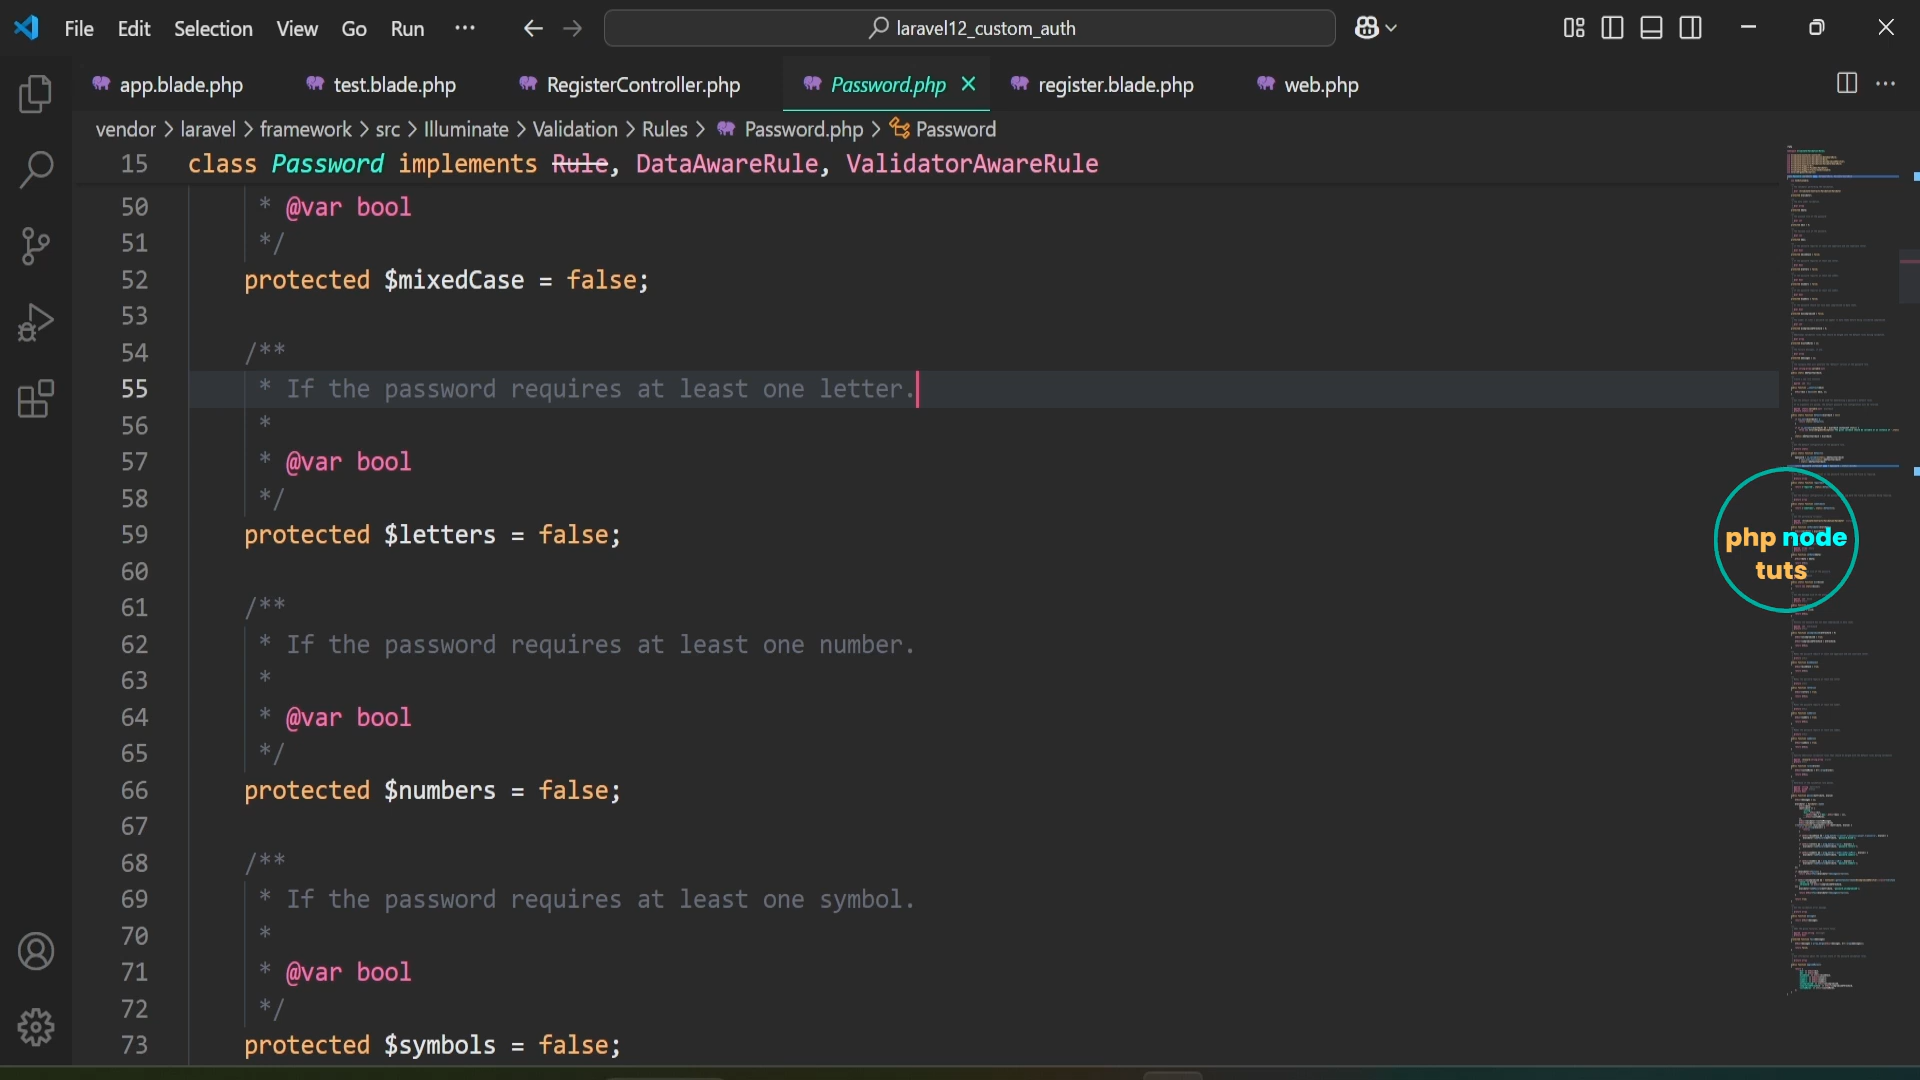 File Edit Selection View Go Run ··· laravel12_custom_auth
app.blade.php test.blade.php RegisterController.php Password.php register.blade.php web.php
vendor > laravel > framework > src > Illuminate > Validation > Rules > Password.php > Password
15 class Password implements Rule, DataAwareRule, ValidatorAwareRule
50 * @var bool
51 */
52 protected $mixedCase = false;
53
54 /**
55 * If the password requires at least one letter.
56 *
57 * @var bool
58 */
59 protected $letters = false;
60
61 /**
62 * If the password requires at least one number.
63 *
64 * @var bool
65 */
66 protected $numbers = false;
67
68 /**
69 * If the password requires at least one symbol.
70 *
71 * @var bool
72 */
73 protected $symbols = false;
php node
tuts